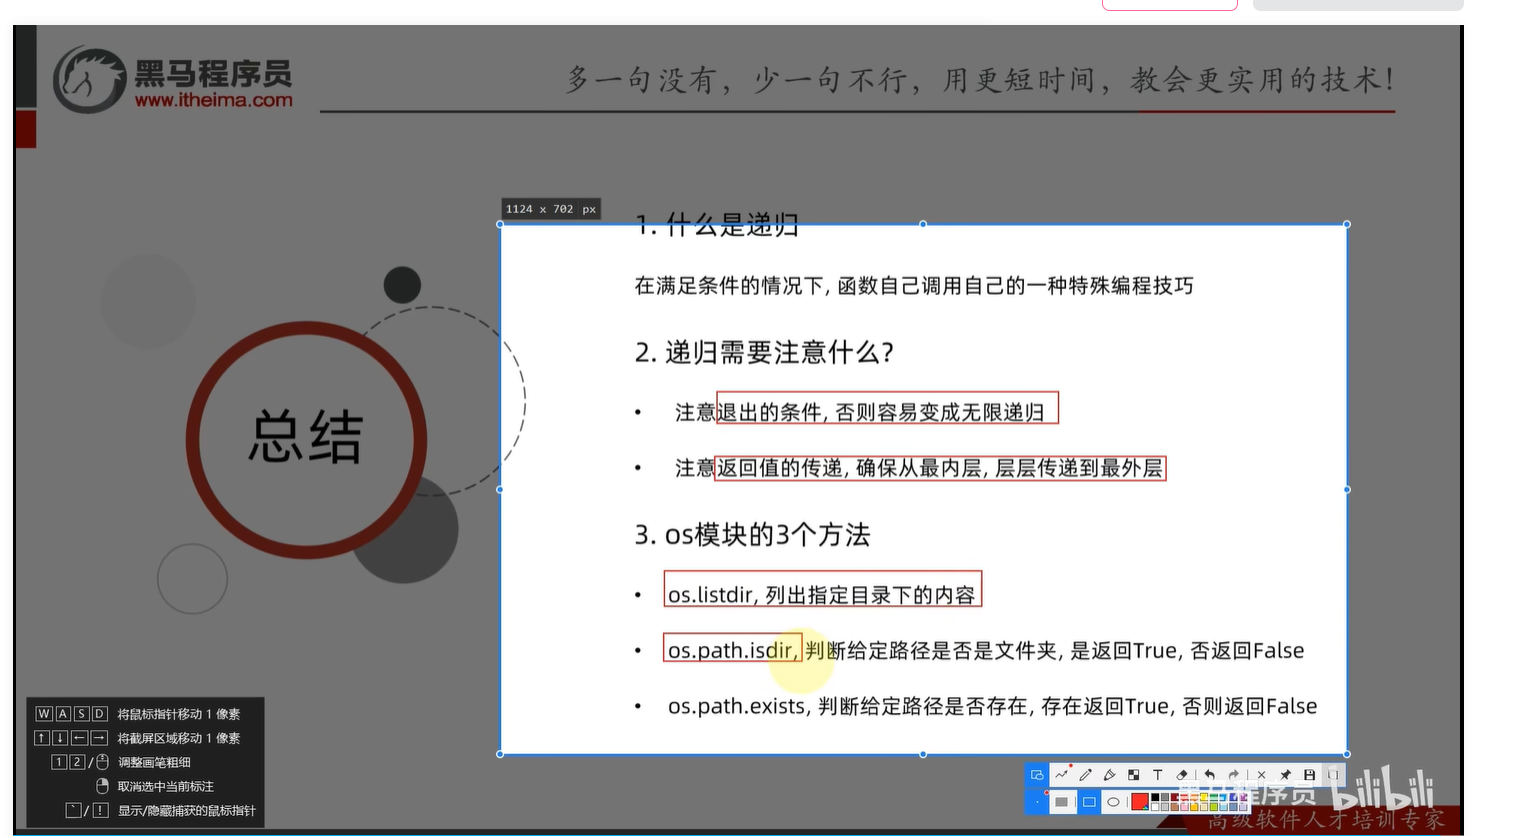 黑马程序员
www.itheima.com
多一句没有，少一句不行，用更短时间，教会更实用的技术!
1124 x 702 px
1. 什么是递归
在满足条件的情况下, 函数自己调用自己的一种特殊编程技巧
2. 递归需要注意什么?
• 注意退出的条件, 否则容易变成无限递归
• 注意返回值的传递, 确保从最内层, 层层传递到最外层
总结
3. os模块的3个方法
• os.listdir, 列出指定目录下的内容
• os.path.isdir, 判断给定路径是否是文件夹, 是返回True, 否返回False
• os.path.exists, 判断给定路径是否存在, 存在返回True, 否则返回False
W A S D 将鼠标指针移动 1 像素
↑ ↓ ← → 将截屏区域移动 1 像素
1 2 / 调整画笔粗细
取消选中当前标注
` / ! 显示/隐藏捕获的鼠标指针
T
黑马程序员 bilibili
高级软件人才培训专家